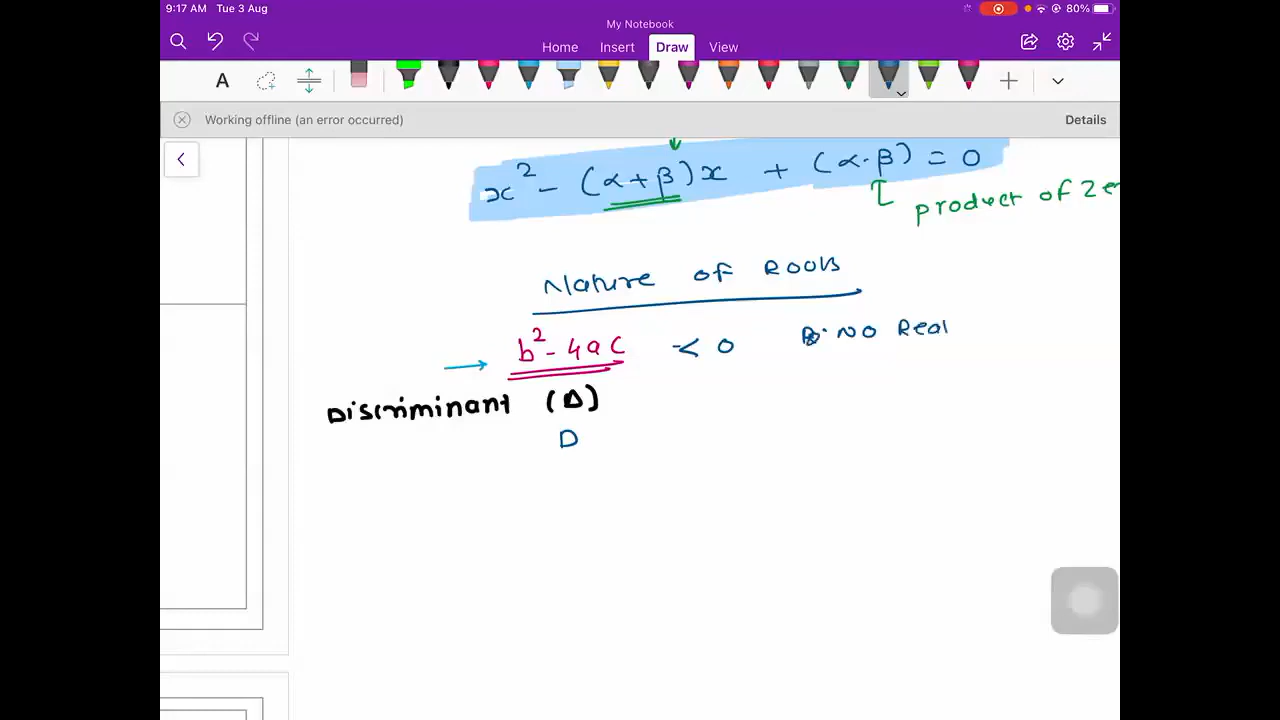 9:17 AM Tue 3 Aug
80%
My Notebook
Home Insert Draw View
A
Working offline (an error occurred) Details
x² - (α+β)x + (α·β) = 0
product of Ze
Nature of Roots
→ b² - 4ac < 0 No Real
Discriminant (Δ)
D